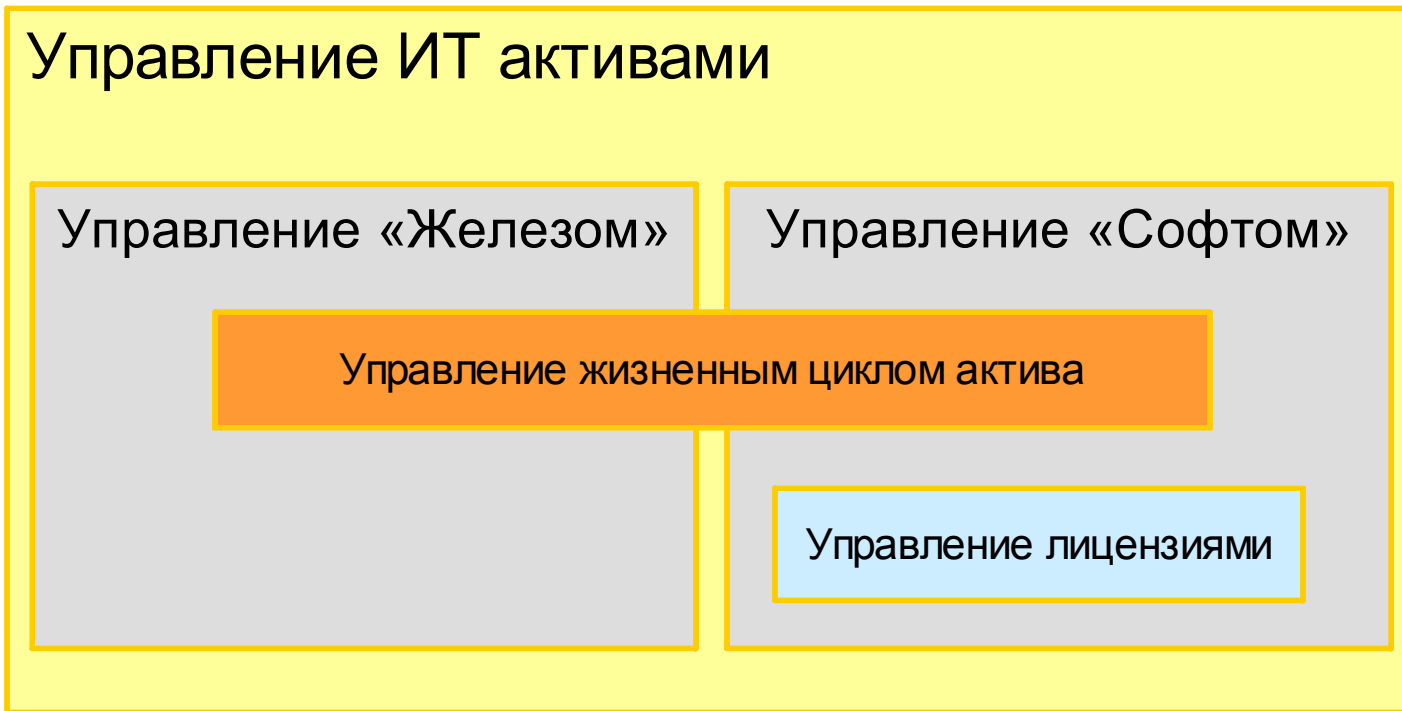 Управление ИТ активами
Управление «Железом»
Управление «Софтом»
Управление жизненным циклом актива
Управление лицензиями